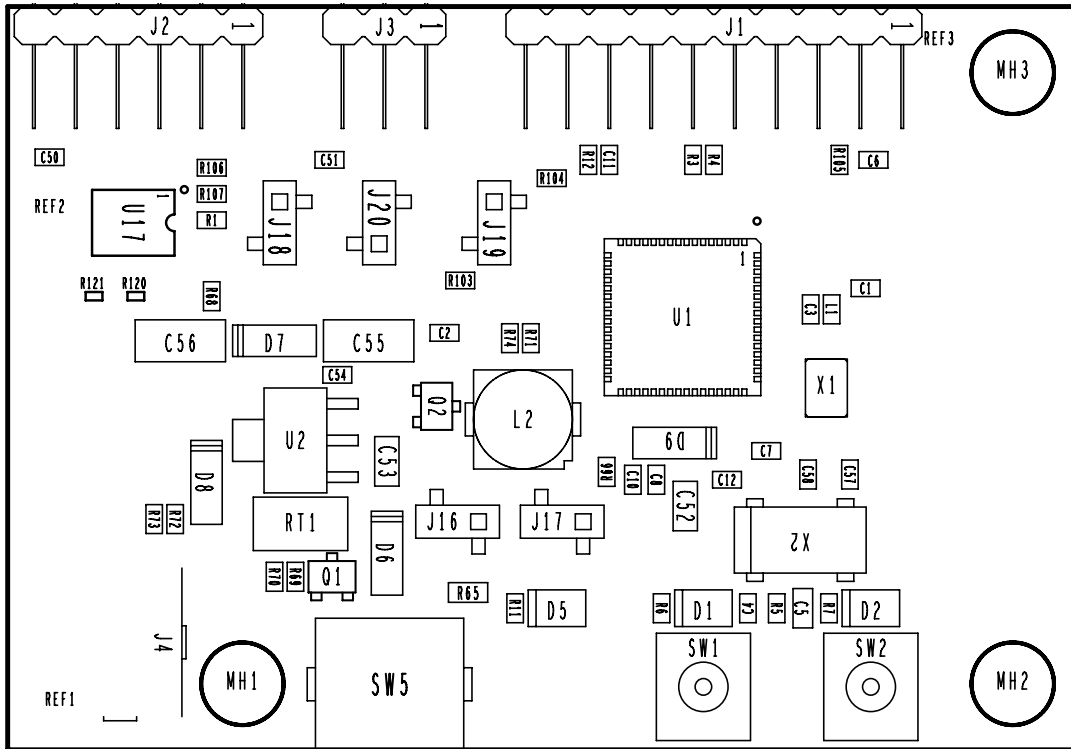 J2
1
J3
1
J1
1
REF3
MH3
C50
R106
C51
R12
C11
R3
R4
R105
C6
R107
R104
REF2
U17
1
R1
J18
J20
J19
R121
R120
R68
R103
1
U1
C1
C3
L1
C56
D7
C55
C2
R74
R71
C54
X1
Q2
L2
U2
C53
D9
C7
D8
R66
C10
C8
C12
C58
C57
C52
R73
R72
RT1
D6
J16
J17
X2
R70
R69
Q1
R65
R11
D5
R6
D1
C4
R5
C5
R7
D2
J4
SW1
SW2
MH1
SW5
MH2
REF1